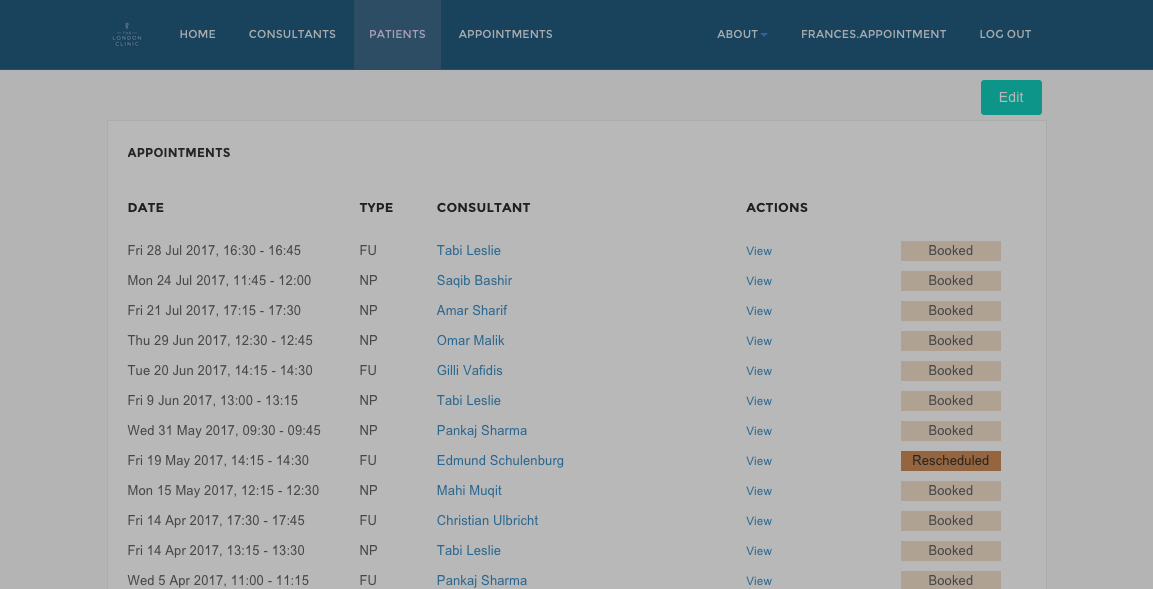 THE
LONDON
CLINIC
HOME CONSULTANTS PATIENTS APPOINTMENTS ABOUT FRANCES.APPOINTMENT LOG OUT
Edit
APPOINTMENTS
DATE TYPE CONSULTANT ACTIONS
Fri 28 Jul 2017, 16:30 - 16:45 FU Tabi Leslie View Booked
Mon 24 Jul 2017, 11:45 - 12:00 NP Saqib Bashir View Booked
Fri 21 Jul 2017, 17:15 - 17:30 NP Amar Sharif View Booked
Thu 29 Jun 2017, 12:30 - 12:45 NP Omar Malik View Booked
Tue 20 Jun 2017, 14:15 - 14:30 FU Gilli Vafidis View Booked
Fri 9 Jun 2017, 13:00 - 13:15 NP Tabi Leslie View Booked
Wed 31 May 2017, 09:30 - 09:45 NP Pankaj Sharma View Booked
Fri 19 May 2017, 14:15 - 14:30 FU Edmund Schulenburg View Rescheduled
Mon 15 May 2017, 12:15 - 12:30 NP Mahi Muqit View Booked
Fri 14 Apr 2017, 17:30 - 17:45 FU Christian Ulbricht View Booked
Fri 14 Apr 2017, 13:15 - 13:30 NP Tabi Leslie View Booked
Wed 5 Apr 2017, 11:00 - 11:15 FU Pankaj Sharma View Booked